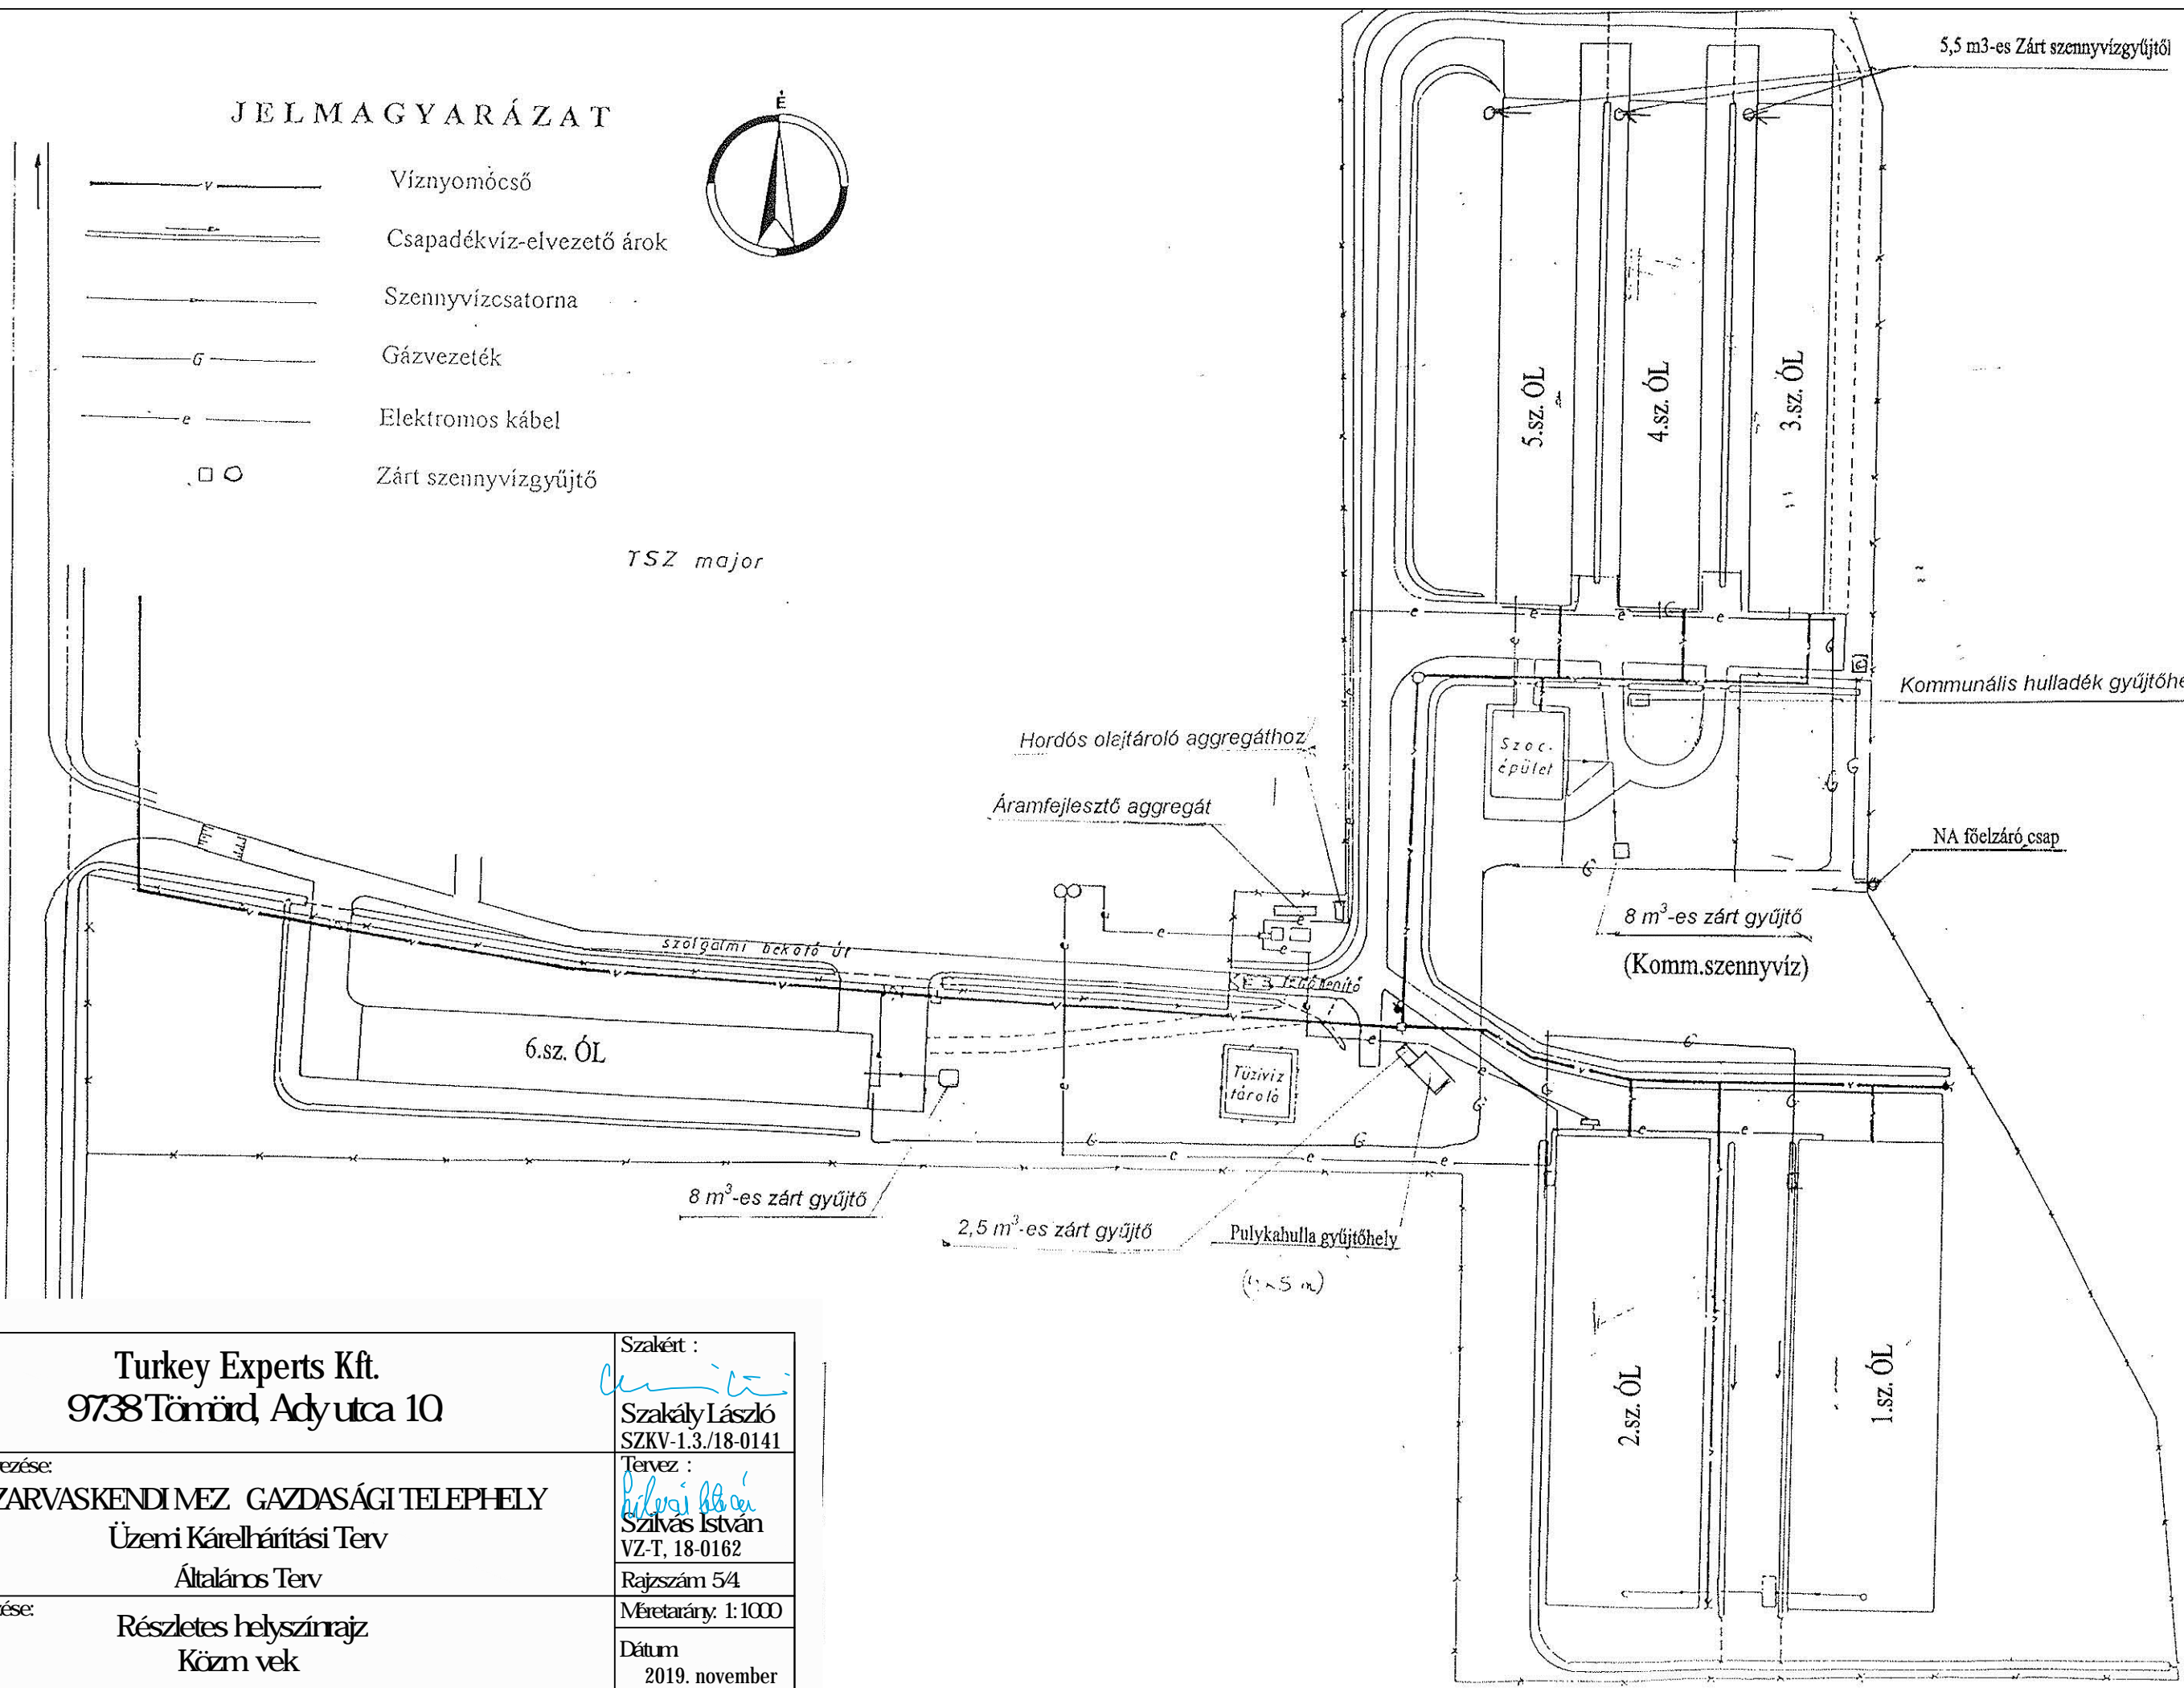 JELMAGYARÁZAT
É
v
Víznyomócső
Csapadékvíz-elvezető árok
Szennyvízcsatorna
G
Gázvezeték
e
Elektromos kábel
Zárt szennyvízgyűjtő
TSZ major
5,5 m3-es Zárt szennyvízgyűjtől
5.sz. ÓL
4.sz. ÓL
3.sz. ÓL
Kommunális hulladék gyűjtőhe
Szoc.
épület
Hordós olajtároló aggregáthoz
Áramfejlesztő aggregát
NA főelzáró csap
8 m³-es zárt gyűjtő
(Komm.szennyvíz)
szolgalmi bekötő út
6.sz. ÓL
Tüzivíz
tároló
8 m³-es zárt gyűjtő
2,5 m³-es zárt gyűjtő
Pulykahulla gyűjtőhely
2.sz. ÓL
1.sz. ÓL
Turkey Experts Kft.
9738 Tömörd, Ady utca 10.
Szakért :
Szakály László
SZKV-1.3./18-0141
ezése:
ZARVASKENDI MEZ GAZDASÁGI TELEPHELY
Üzemi Kárelhárítási Terv
Általános Terv
Tervez :
Szilvás István
VZ-T, 18-0162
Rajzszám 5/4.
ése:
Részletes helyszínrajz
Közm vek
Méretarány: 1:1000
Dátum
2019. november